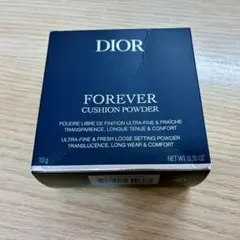 DIOR
FOREVER
CUSHION POWDER
POUDRE LIBRE DE FINITION ULTRA-FINE & FRAÎCHE
TRANSPARENCE, LONGUE TENUE & CONFORT
ULTRA-FINE & FRESH LOOSE SETTING POWDER
TRANSLUCENCE, LONG WEAR & COMFORT
10 g
NET WT. 0.35 OZ